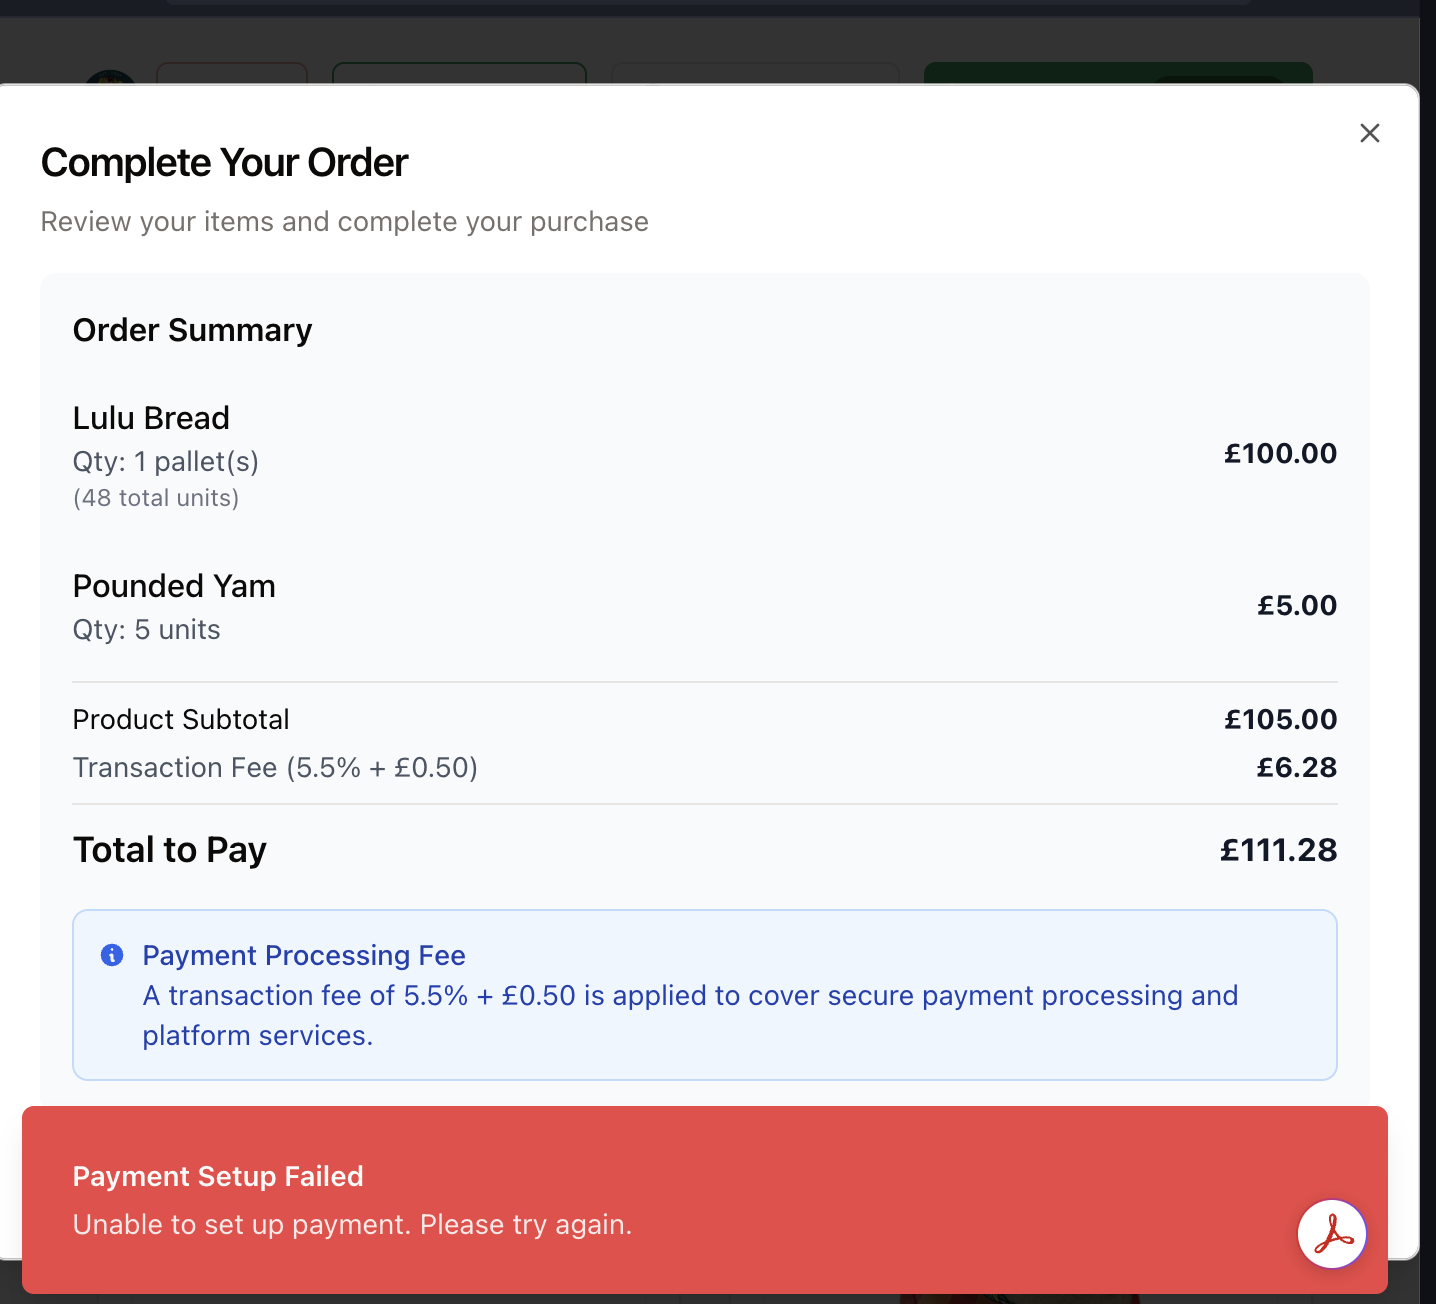 Complete Your Order
Review your items and complete your purchase
Order Summary
Lulu Bread
Qty: 1 pallet(s)
£100.00
(48 total units)
Pounded Yam
£5.00
Qty: 5 units
Product Subtotal £105.00
Transaction Fee (5.5% + £0.50) £6.28
Total to Pay £111.28
Payment Processing Fee
A transaction fee of 5.5% + £0.50 is applied to cover secure payment processing and
platform services.
Payment Setup Failed
Unable to set up payment. Please try again.